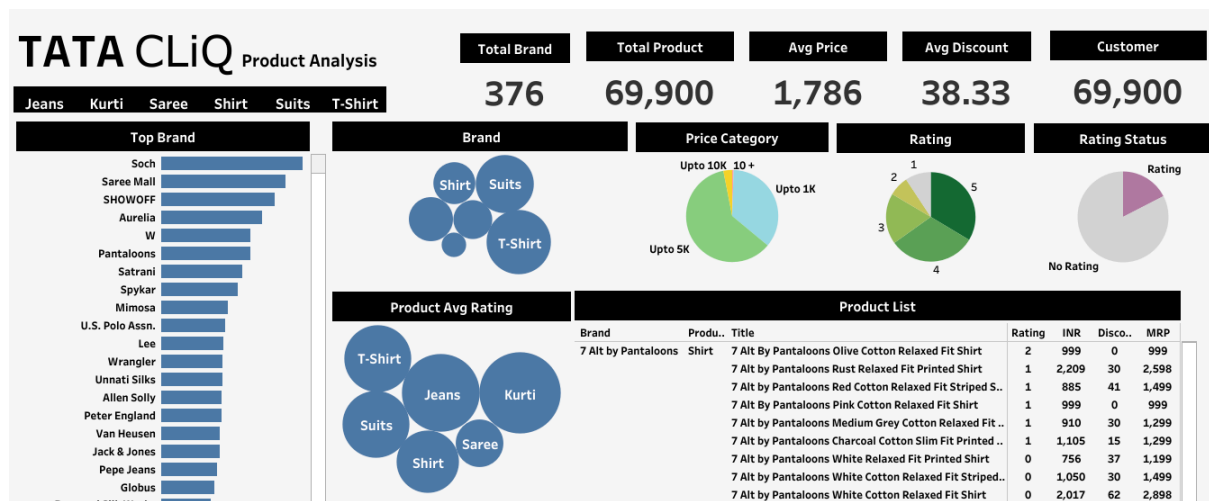 TATA CLiQ Product Analysis
Jeans Kurti Saree Shirt Suits T-Shirt
Total Brand
376
Total Product
69,900
Avg Price
1,786
Avg Discount
38.33
Customer
69,900
Top Brand
Soch
Saree Mall
SHOWOFF
Aurelia
W
Pantaloons
Satrani
Spykar
Mimosa
U.S. Polo Assn.
Lee
Wrangler
Unnati Silks
Allen Solly
Peter England
Van Heusen
Jack & Jones
Pepe Jeans
Globus
Brand
Shirt
Suits
T-Shirt
Price Category
Upto 10K
10 +
Upto 1K
Upto 5K
Rating
1
2
5
3
4
Rating Status
Rating
No Rating
Product Avg Rating
T-Shirt
Jeans
Kurti
Suits
Saree
Shirt
Product List
Brand Produ.. Title Rating INR Disco.. MRP
7 Alt by Pantaloons Shirt 7 Alt By Pantaloons Olive Cotton Relaxed Fit Shirt 2 999 0 999
7 Alt by Pantaloons Rust Relaxed Fit Printed Shirt 1 2,209 30 2,598
7 Alt by Pantaloons Red Cotton Relaxed Fit Striped S.. 1 885 41 1,499
7 Alt By Pantaloons Pink Cotton Relaxed Fit Shirt 1 999 0 999
7 Alt by Pantaloons Medium Grey Cotton Relaxed Fit .. 1 910 30 1,299
7 Alt by Pantaloons Charcoal Cotton Slim Fit Printed .. 1 1,105 15 1,299
7 Alt by Pantaloons White Relaxed Fit Printed Shirt 0 756 37 1,199
7 Alt by Pantaloons White Cotton Relaxed Fit Striped.. 0 1,050 30 1,499
7 Alt by Pantaloons White Cotton Relaxed Fit Shirt 0 2,017 62 2,898